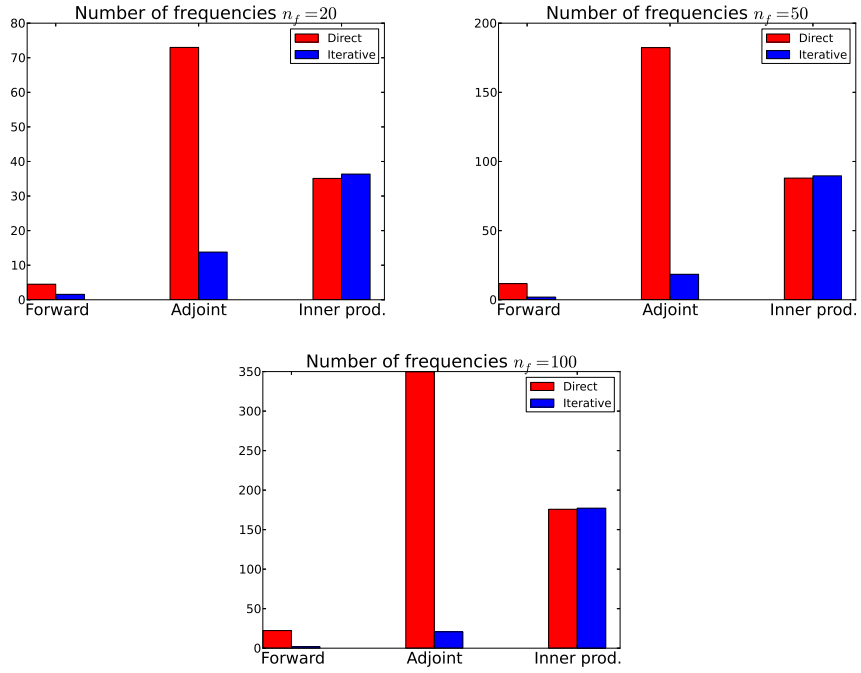 Number of frequencies n_f =20
80
70
60
50
40
30
20
10
0
Direct
Iterative
Forward Adjoint Inner prod.
Number of frequencies n_f =50
200
150
100
50
0
Direct
Iterative
Forward Adjoint Inner prod.
Number of frequencies n_f =100
350
300
250
200
150
100
50
0
Direct
Iterative
Forward Adjoint Inner prod.